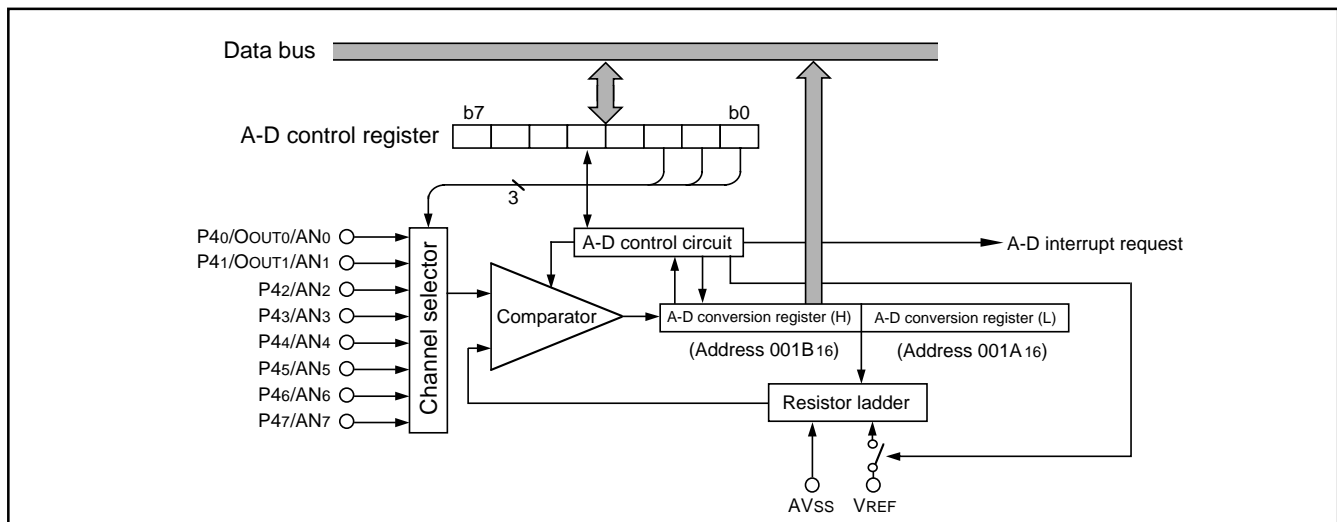 Data bus
b7 b0
A-D control register
3
P40/OOUT0/AN0
P41/OOUT1/AN1
P42/AN2
P43/AN3
P44/AN4
P45/AN5
P46/AN6
P47/AN7
Channel selector
A-D control circuit
A-D interrupt request
Comparator
A-D conversion register (H) A-D conversion register (L)
(Address 001B16) (Address 001A16)
Resistor ladder
AVSS VREF